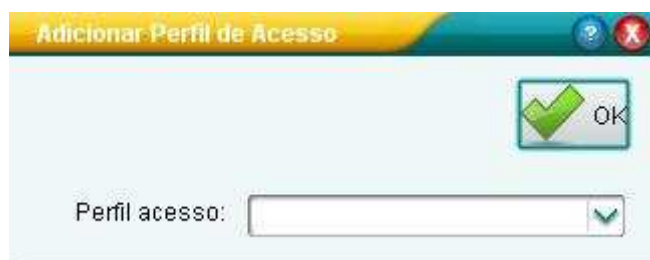 Adicionar Perfil de Acesso ? X
OK
Perfil acesso: